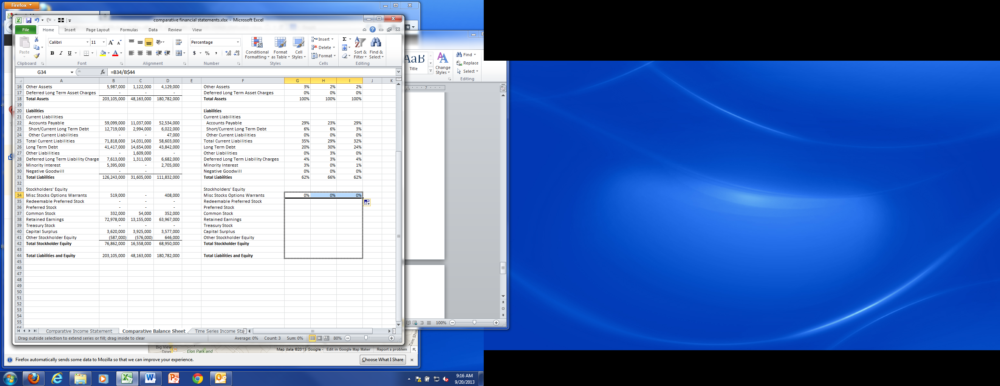 Firefox
comparative financial statements.xlsx - Microsoft Excel
File Home Insert Page Layout Formulas Data Review View
Calibri 11 Percentage
Paste B I U $ % , Conditional Formatting Format as Table Cell Styles Insert Delete Format Σ Sort & Filter Find & Select
Clipboard Font Alignment Number Styles Cells Editing
AaB
Title
Change Styles
Find
Replace
Select
Editing
G34 fx =B34/B$44
A B C D E F G H I J K
16 Other Assets 5,987,000 1,122,000 4,129,000 Other Assets 3% 2% 2%
17 Deferred Long Term Asset Charges - - - Deferred Long Term Asset Charges 0% 0% 0%
18 Total Assets 203,105,000 48,163,000 180,782,000 Total Assets 100% 100% 100%
19
20 Liabilities Liabilities
21 Current Liabilities Current Liabilities
22 Accounts Payable 59,099,000 11,037,000 52,534,000 Accounts Payable 29% 23% 29%
23 Short/Current Long Term Debt 12,719,000 2,994,000 6,022,000 Short/Current Long Term Debt 6% 6% 3%
24 Other Current Liabilities - - 47,000 Other Current Liabilities 0% 0% 0%
25 Total Current Liabilities 71,818,000 14,031,000 58,603,000 Total Current Liabilities 35% 29% 32%
26 Long Term Debt 41,417,000 14,654,000 43,842,000 Long Term Debt 20% 30% 24%
27 Other Liabilities - 1,609,000 - Other Liabilities 0% 3% 0%
28 Deferred Long Term Liability Charge 7,613,000 1,311,000 6,682,000 Deferred Long Term Liability Charges 4% 3% 4%
29 Minority Interest 5,395,000 - 2,705,000 Minority Interest 3% 0% 1%
30 Negative Goodwill - - Negative Goodwill 0% 0% 0%
31 Total Liabilities 126,243,000 31,605,000 111,832,000 Total Liabilities 62% 66% 62%
32
33 Stockholders' Equity Stockholders' Equity
34 Misc Stocks Options Warrants 519,000 - 408,000 Misc Stocks Options Warrants 0% 0% 0%
35 Redeemable Preferred Stock - - - Redeemable Preferred Stock
36 Preferred Stock - - - Preferred Stock
37 Common Stock 332,000 54,000 352,000 Common Stock
38 Retained Earnings 72,978,000 13,155,000 63,967,000 Retained Earnings
39 Treasury Stock - - - Treasury Stock
40 Capital Surplus 3,620,000 3,925,000 3,577,000 Capital Surplus
41 Other Stockholder Equity (587,000) (576,000) 646,000 Other Stockholder Equity
42 Total Stockholder Equity 76,862,000 16,558,000 68,950,000 Total Stockholder Equity
43
44 Total Liabilities and Equity 203,105,000 48,163,000 180,782,000 Total Liabilities and Equity
45
46
47
48
49
50
51
52
53
54
55
56
7
Comparative Income Statement Comparative Balance Sheet Time Series Income Sta
Drag outside selection to extend series or fill; drag inside to clear Average: 0% Count: 3 Sum: 0% 80%
100%
Big View Diner
Elon Park and
Tom Shor
Map data ©2013 Google - Edit in Google Map Maker Report a problem
Firefox automatically sends some data to Mozilla so that we can improve your experience. Choose What I Share
9:16 AM
9/20/2013